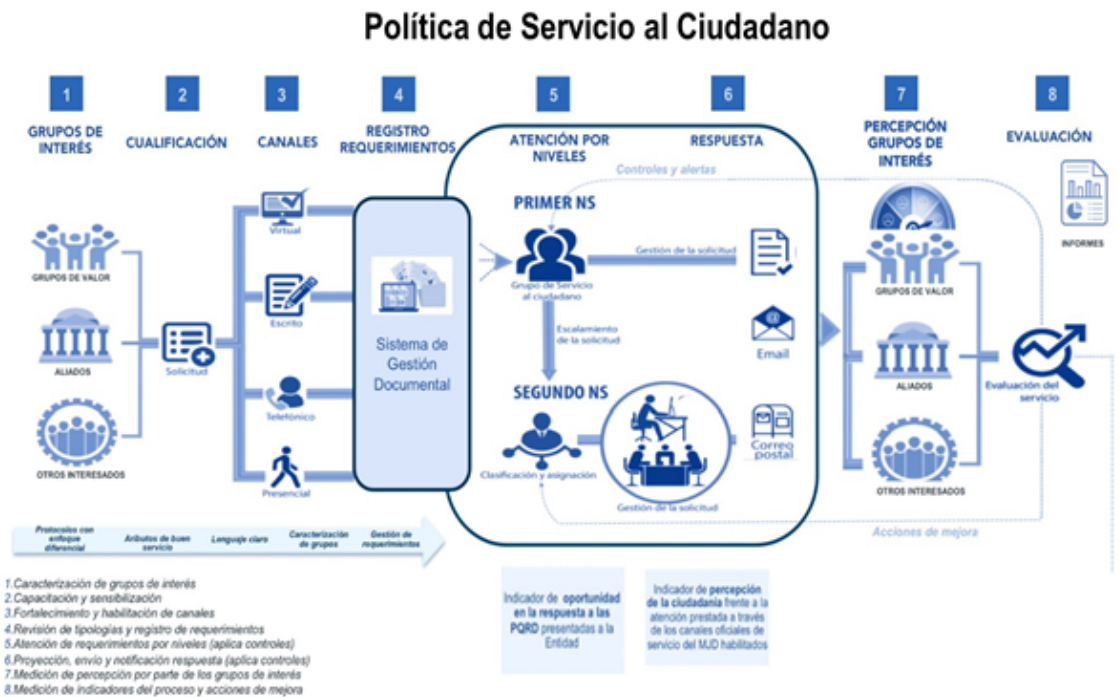 Política de Servicio al Ciudadano
1
2
3
4
5
6
7
8
GRUPOS DE
INTERÉS
CUALIFICACIÓN
CANALES
REGISTRO
REQUERIMIENTOS
ATENCIÓN POR
NIVELES
RESPUESTA
PERCEPCIÓN
GRUPOS DE
INTERÉS
EVALUACIÓN
Controles y alertas
PRIMER NS
Virtual
Gestión de la solicitud
INFORMES
GRUPOS DE VALOR
Grupo de Servicio
al ciudadano
GRUPOS DE VALOR
Escrito
Escalamiento
de la solicitud
Sistema de
Gestión
Documental
Email
ALIADOS
Solicitud
ALIADOS
Evaluación del
servicio
SEGUNDO NS
Telefónico
Correo
postal
OTROS INTERESADOS
Clasificación y asignación
OTROS INTERESADOS
Presencial
Gestión de la solicitud
Acciones de mejora
Protocolos con
enfoque
diferencial
Atributos de buen
servicio
Lenguaje claro
Caracterización
de grupos
Gestión de
requerimientos
1.Caracterización de grupos de interés
2.Capacitación y sensibilización
3.Fortalecimiento y habilitación de canales
4.Revisión de tipologías y registro de requerimientos
5.Atención de requerimientos por niveles (aplica controles)
6.Proyección, envío y notificación respuesta (aplica controles)
7.Medición de percepción por parte de los grupos de interés
8.Medición de indicadores del proceso y acciones de mejora
Indicador de oportunidad
en la respuesta a las
PQRD presentadas a la
Entidad
Indicador de percepción
de la ciudadanía frente a la
atención prestada a través
de los canales oficiales de
servicio del MJD habilitados